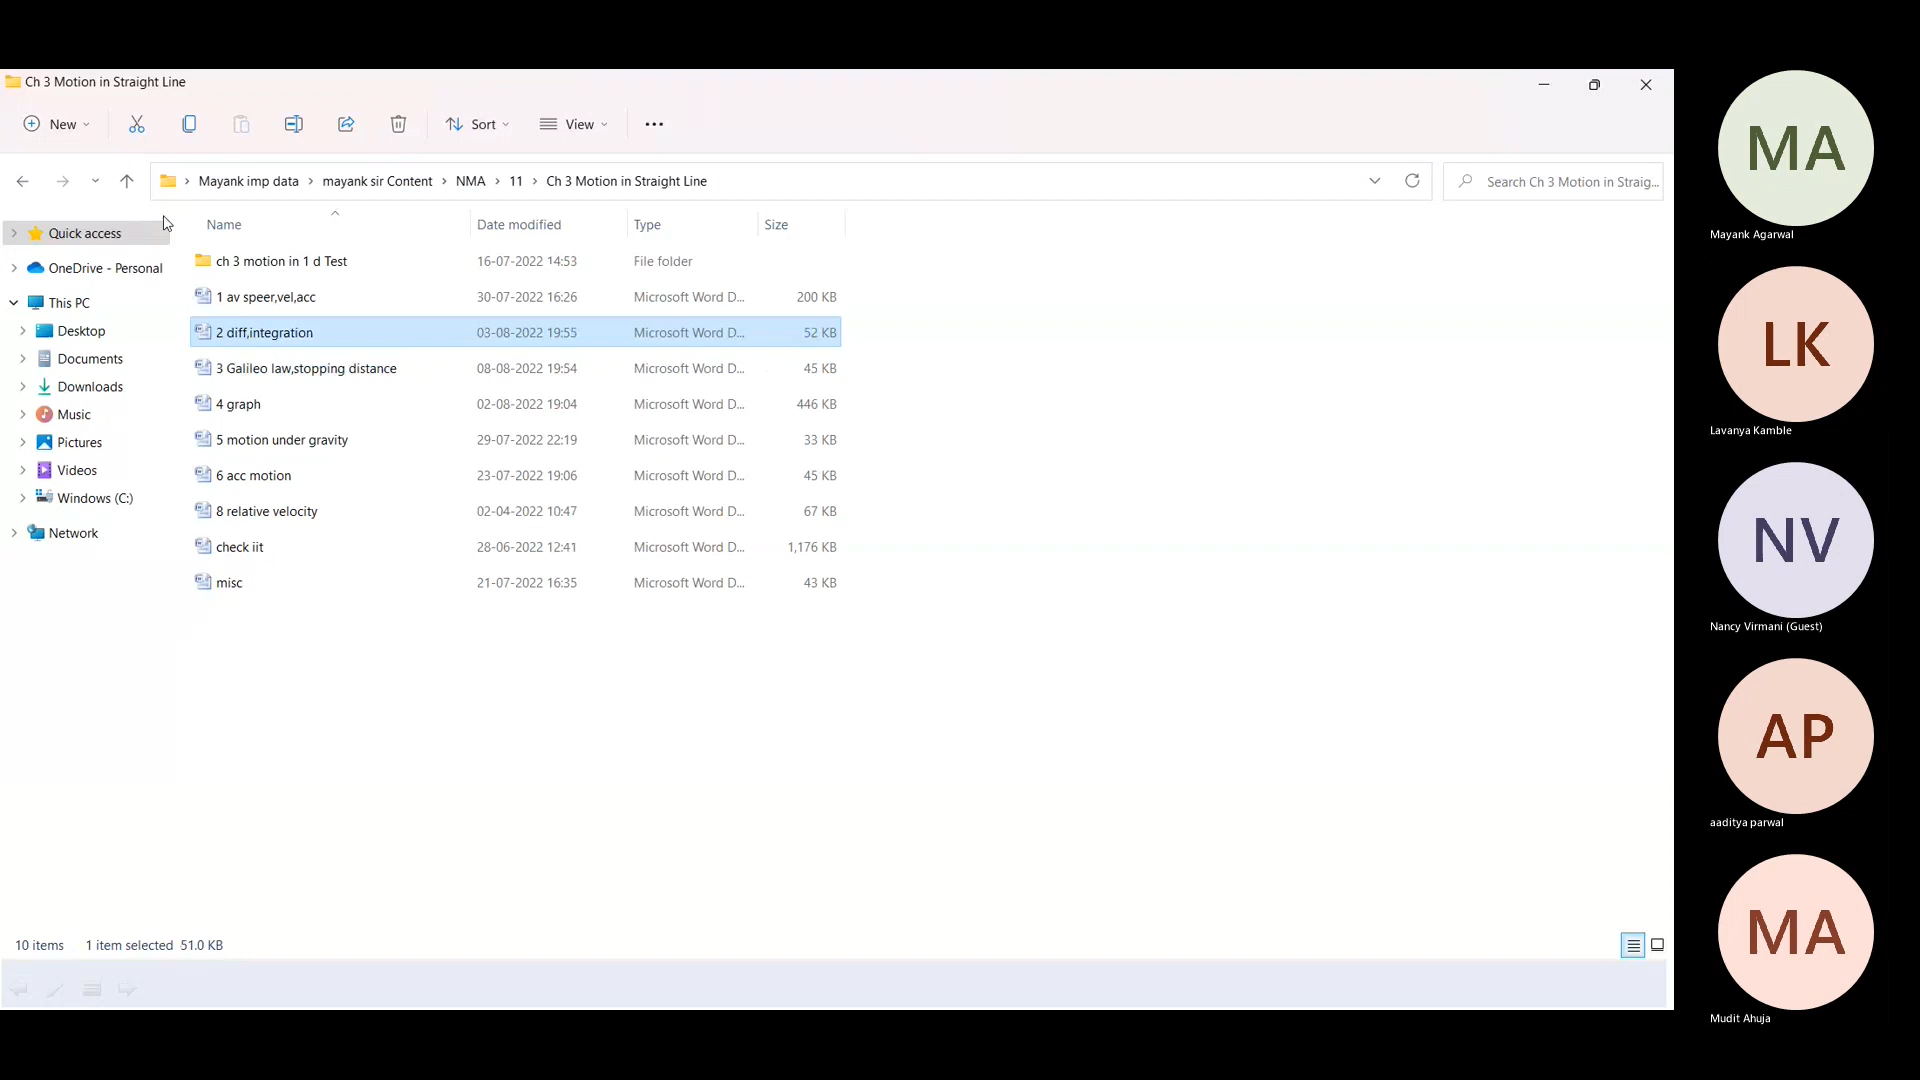 Ch 3 Motion in Straight Line
New
Sort
View
Mayank imp data > mayank sir Content > NMA > 11 > Ch 3 Motion in Straight Line
Search Ch 3 Motion in Straig...
Name Date modified Type Size
Quick access
OneDrive - Personal
This PC
Desktop
Documents
Downloads
Music
Pictures
Videos
Windows (C:)
Network
ch 3 motion in 1 d Test 16-07-2022 14:53 File folder
1 av speer,vel,acc 30-07-2022 16:26 Microsoft Word D... 200 KB
2 diff,integration 03-08-2022 19:55 Microsoft Word D... 52 KB
3 Galileo law,stopping distance 08-08-2022 19:54 Microsoft Word D... 45 KB
4 graph 02-08-2022 19:04 Microsoft Word D... 446 KB
5 motion under gravity 29-07-2022 22:19 Microsoft Word D... 33 KB
6 acc motion 23-07-2022 19:06 Microsoft Word D... 45 KB
8 relative velocity 02-04-2022 10:47 Microsoft Word D... 67 KB
check iit 28-06-2022 12:41 Microsoft Word D... 1,176 KB
misc 21-07-2022 16:35 Microsoft Word D... 43 KB
10 items 1 item selected 51.0 KB
MA
Mayank Agarwal
LK
Lavanya Kamble
NV
Nancy Virmani (Guest)
AP
aaditya parwal
MA
Mudit Ahuja